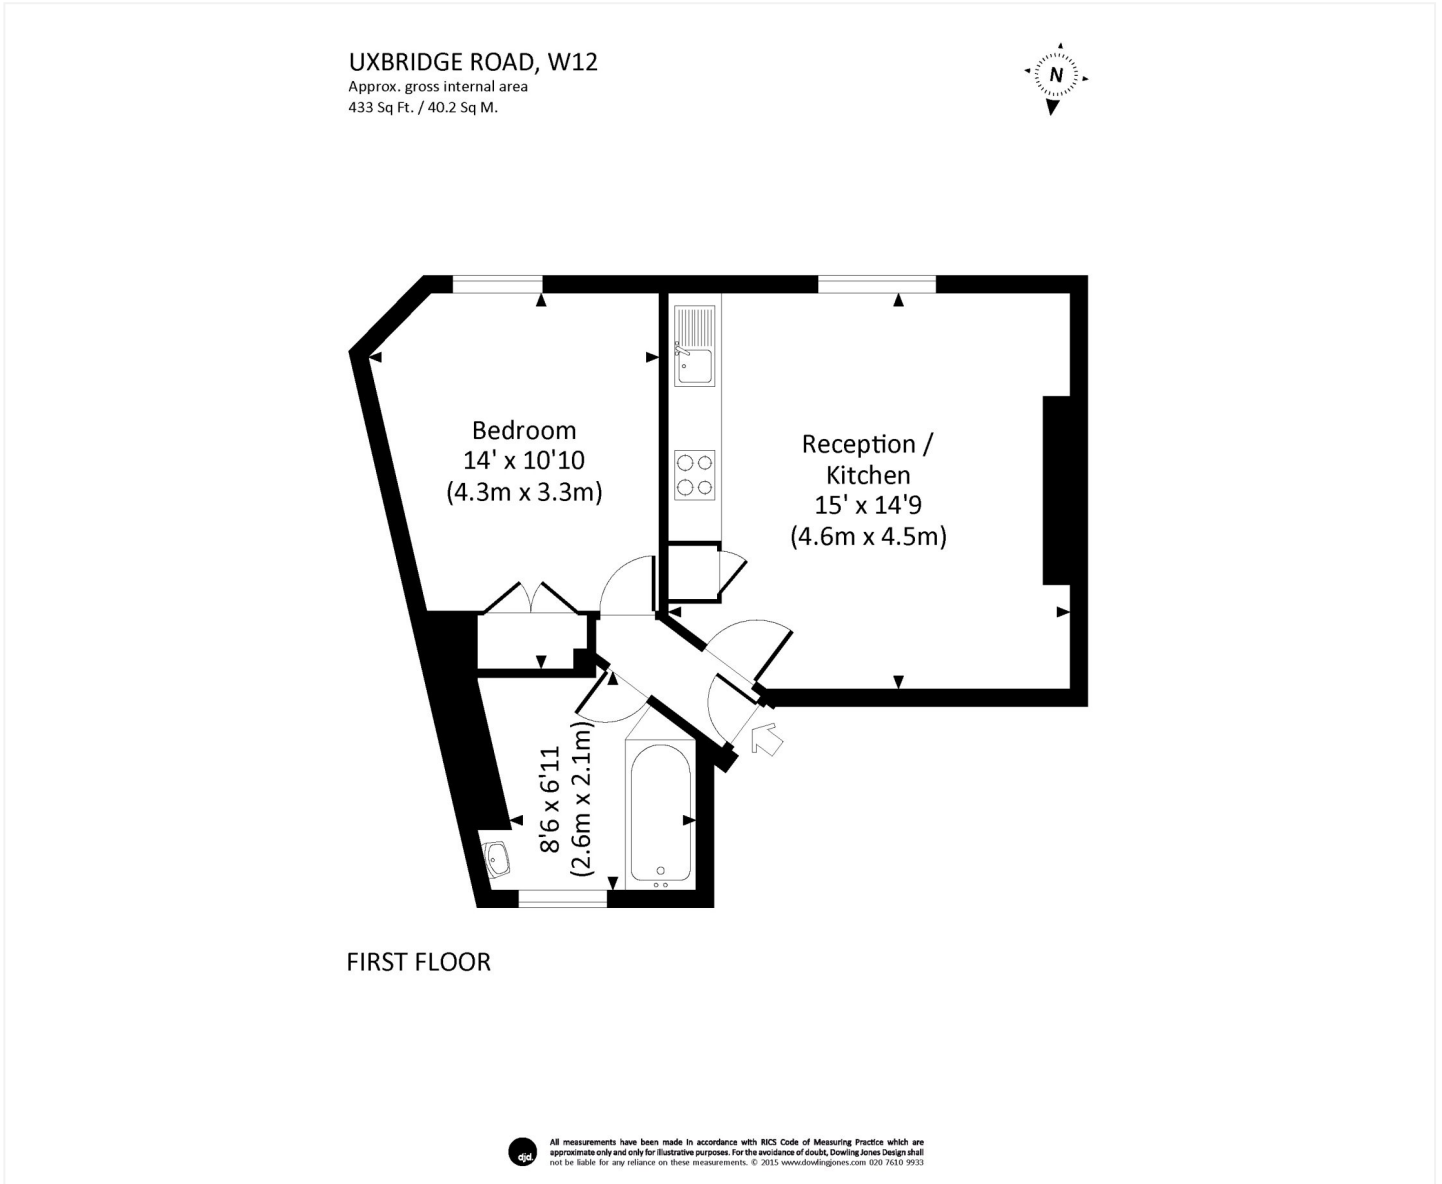 UXBRIDGE ROAD, W12
Approx. gross internal area
433 Sq Ft. / 40.2 Sq M.
N
Bedroom
14' x 10'10
(4.3m x 3.3m)
Reception /
Kitchen
15' x 14'9
(4.6m x 4.5m)
8'6 x 6'11
(2.6m x 2.1m)
FIRST FLOOR
djd.
All measurements have been made in accordance with RICS Code of Measuring Practice which are
approximate only and only for illustrative purposes. For the avoidance of doubt, Dowling Jones Design shall
not be liable for any reliance on these measurements. © 2015 www.dowlingjones.com 020 7610 9933